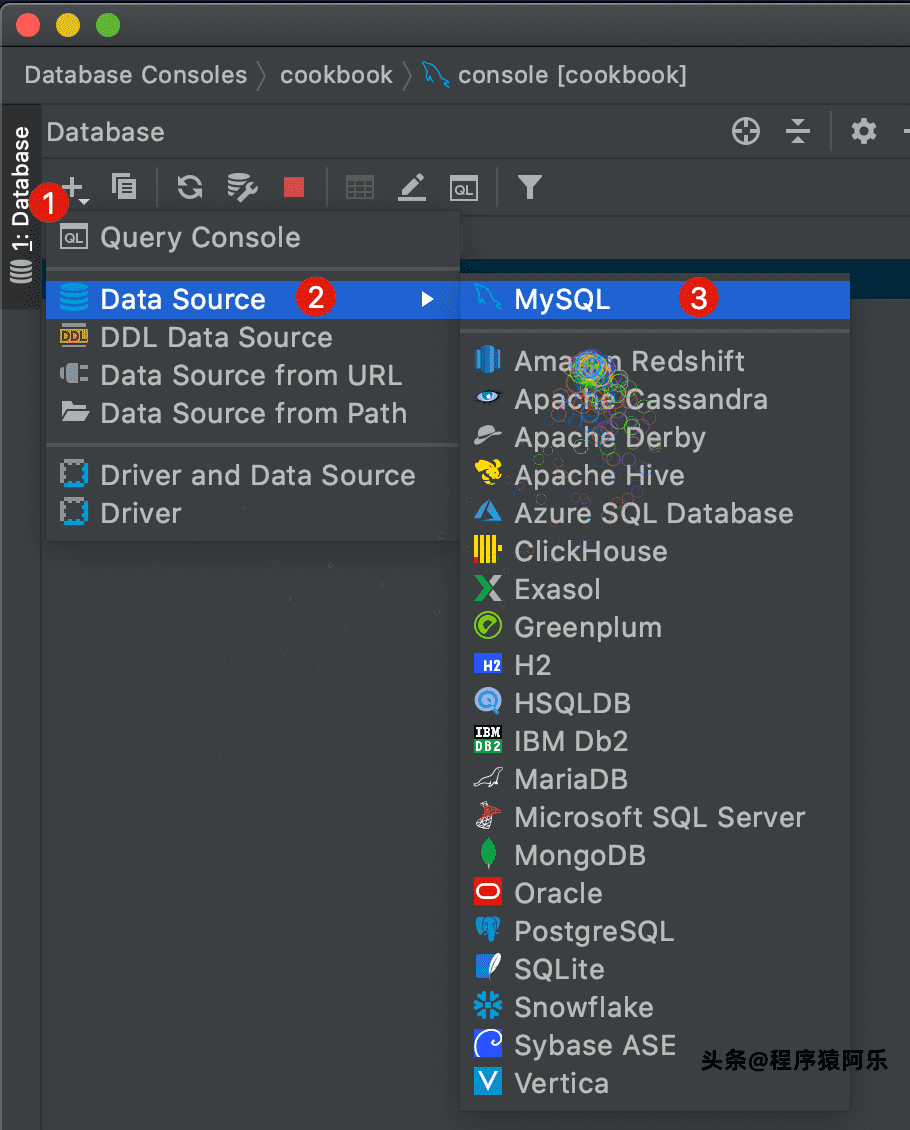 Database Consoles cookbook console [cookbook]
Database
1: Database
1
QL
QL Query Console
Data Source 2
MySQL 3
DDL DDL Data Source
Data Source from URL
Data Source from Path
Driver and Data Source
Driver
Amazon Redshift
Apache Cassandra
Apache Derby
Apache Hive
Azure SQL Database
ClickHouse
Exasol
Greenplum
H2 H2
HSQLDB
IBM DB2 IBM Db2
MariaDB
Microsoft SQL Server
MongoDB
Oracle
PostgreSQL
SQLite
Snowflake
Sybase ASE
V Vertica
头条@程序猿阿乐